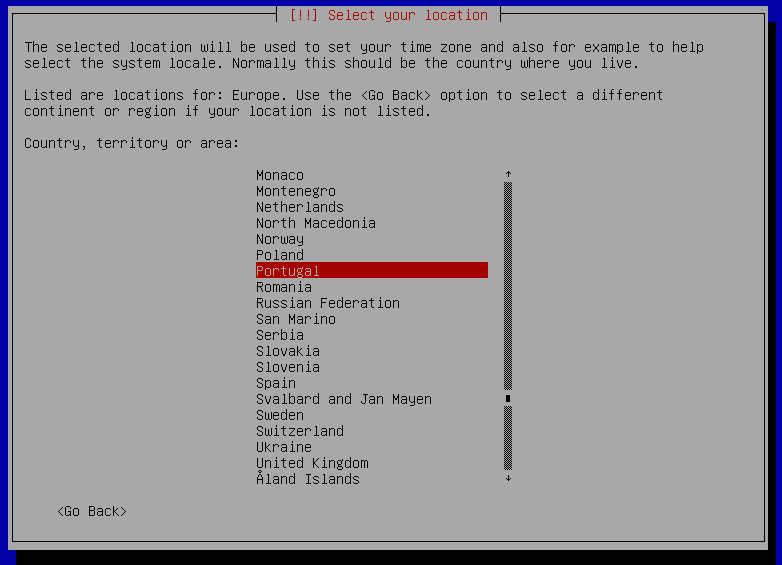 [!!] Select your location
The selected location will be used to set your time zone and also for example to help
select the system locale. Normally this should be the country where you live.
Listed are locations for: Europe. Use the <Go Back> option to select a different
continent or region if your location is not listed.
Country, territory or area:
Monaco
Montenegro
Netherlands
North Macedonia
Norway
Poland
Portugal
Romania
Russian Federation
San Marino
Serbia
Slovakia
Slovenia
Spain
Svalbard and Jan Mayen
Sweden
Switzerland
Ukraine
United Kingdom
Åland Islands
<Go Back>